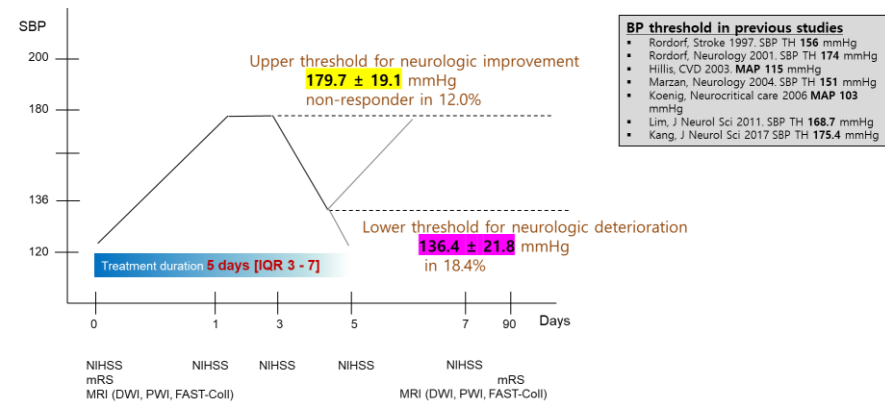 SBP
200
180
136
120
Upper threshold for neurologic improvement
179.7 ± 19.1 mmHg
non-responder in 12.0%
Lower threshold for neurologic deterioration
136.4 ± 21.8 mmHg
in 18.4%
Treatment duration 5 days [IQR 3 - 7]
0 1 3 5 7 90 Days
NIHSS NIHSS NIHSS NIHSS NIHSS
mRS mRS
MRI (DWI, PWI, FAST-Coll) MRI (DWI, PWI, FAST-Coll)
BP threshold in previous studies
▪ Rordorf, Stroke 1997. SBP TH 156 mmHg
▪ Rordorf, Neurology 2001. SBP TH 174 mmHg
▪ Hillis, CVD 2003. MAP 115 mmHg
▪ Marzan, Neurology 2004. SBP TH 151 mmHg
▪ Koenig, Neurocritical care 2006 MAP 103
mmHg
▪ Lim, J Neurol Sci 2011. SBP TH 168.7 mmHg
▪ Kang, J Neurol Sci 2017 SBP TH 175.4 mmHg